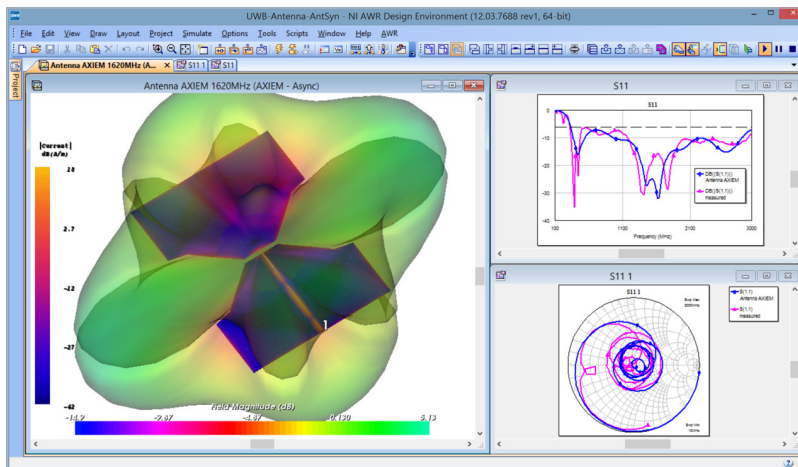 UWB-Antenna-AntSyn - NI AWR Design Environment (12.03.7688 rev1, 64-bit)
File Edit View Draw Layout Project Simulate Options Tools Scripts Window Help AWR
Antenna AXIEM 1620MHz (A... S11 1 S11
Project
Antenna AXIEM 1620MHz (AXIEM - Async)
|Current|
dB(A/m)
18
2.7
-12
-27
-42
1
Field Magnitude (dB)
-14.9 -9.87 -4.87 0.130 5.13
S11
S11
0
-10
-20
-30
-40
100 1100 2100 3000
Frequency (MHz)
DB(|S(1,1)|)
Antenna AXIEM
DB(|S(1,1)|)
measured
S11 1
S11 1
Swp Max
3000MHz
S(1,1)
Antenna AXIEM
S(1,1)
measured
Swp Min